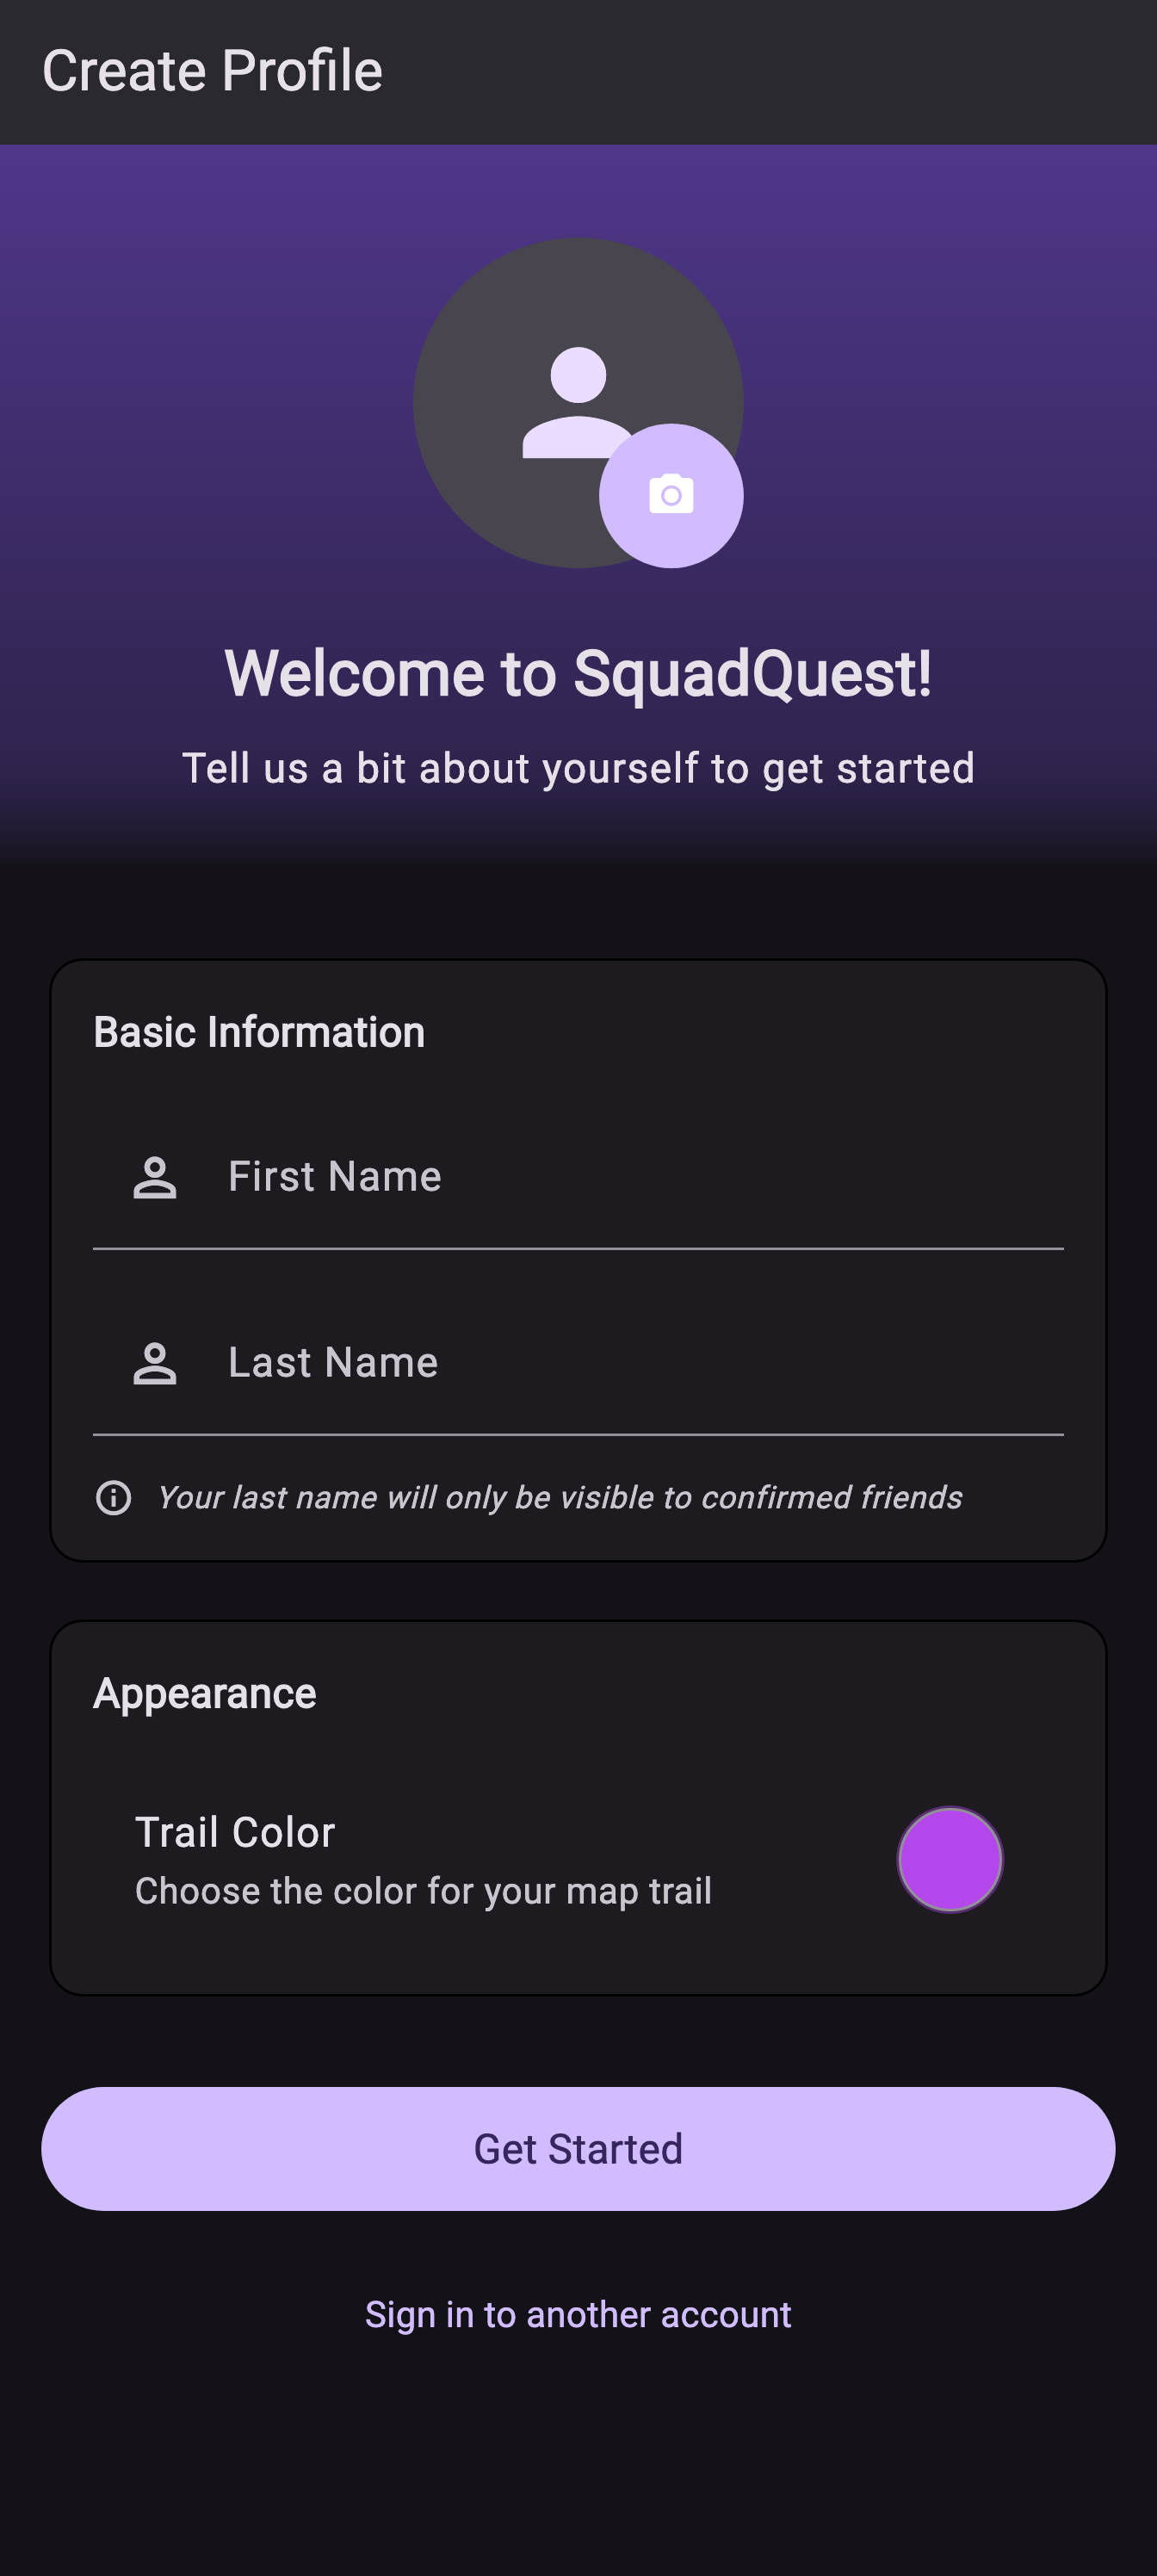 Create Profile
Welcome to SquadQuest!
Tell us a bit about yourself to get started
Basic Information
First Name
Last Name
Your last name will only be visible to confirmed friends
Appearance
Trail Color
Choose the color for your map trail
Get Started
Sign in to another account